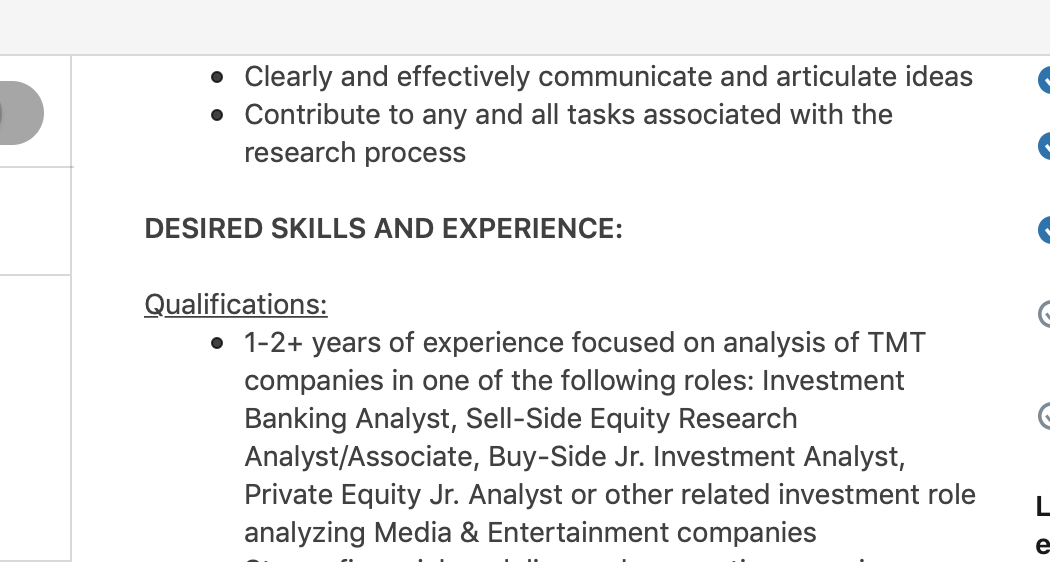 Clearly and effectively communicate and articulate ideas
Contribute to any and all tasks associated with the
research process
DESIRED SKILLS AND EXPERIENCE:
Qualifications:
1-2+ years of experience focused on analysis of TMT
companies in one of the following roles: Investment
Banking Analyst, Sell-Side Equity Research
Analyst/Associate, Buy-Side Jr. Investment Analyst,
Private Equity Jr. Analyst or other related investment role
analyzing Media & Entertainment companies
L
e